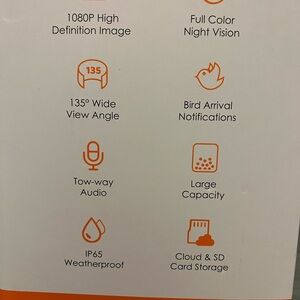 1080P High
Definition Image
Full Color
Night Vision
135
135° Wide
View Angle
Bird Arrival
Notifications
Tow-way
Audio
Large
Capacity
IP65
Weatherproof
Cloud & SD
Card Storage